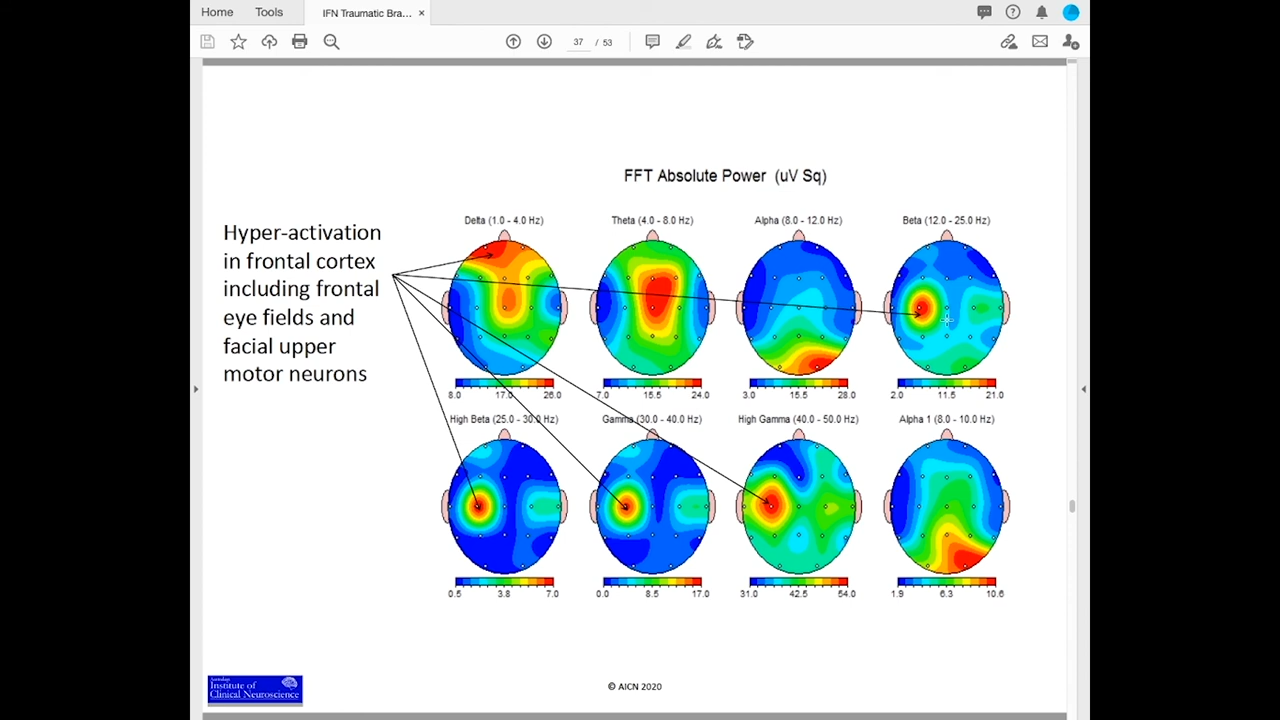 Home Tools IFN Traumatic Bra... ×
37 / 53
FFT Absolute Power (uV Sq)
Hyper-activation
in frontal cortex
including frontal
eye fields and
facial upper
motor neurons
Delta (1.0 - 4.0 Hz) Theta (4.0 - 8.0 Hz) Alpha (8.0 - 12.0 Hz) Beta (12.0 - 25.0 Hz)
8.0 17.0 26.0 7.0 15.5 24.0 3.0 15.5 28.0 2.0 11.5 21.0
High Beta (25.0 - 30.0 Hz) Gamma (30.0 - 40.0 Hz) High Gamma (40.0 - 50.0 Hz) Alpha 1 (8.0 - 10.0 Hz)
0.5 3.8 7.0 0.0 8.5 17.0 31.0 42.5 54.0 1.9 6.3 10.6
Australian
Institute of
Clinical Neuroscience
© AICN 2020